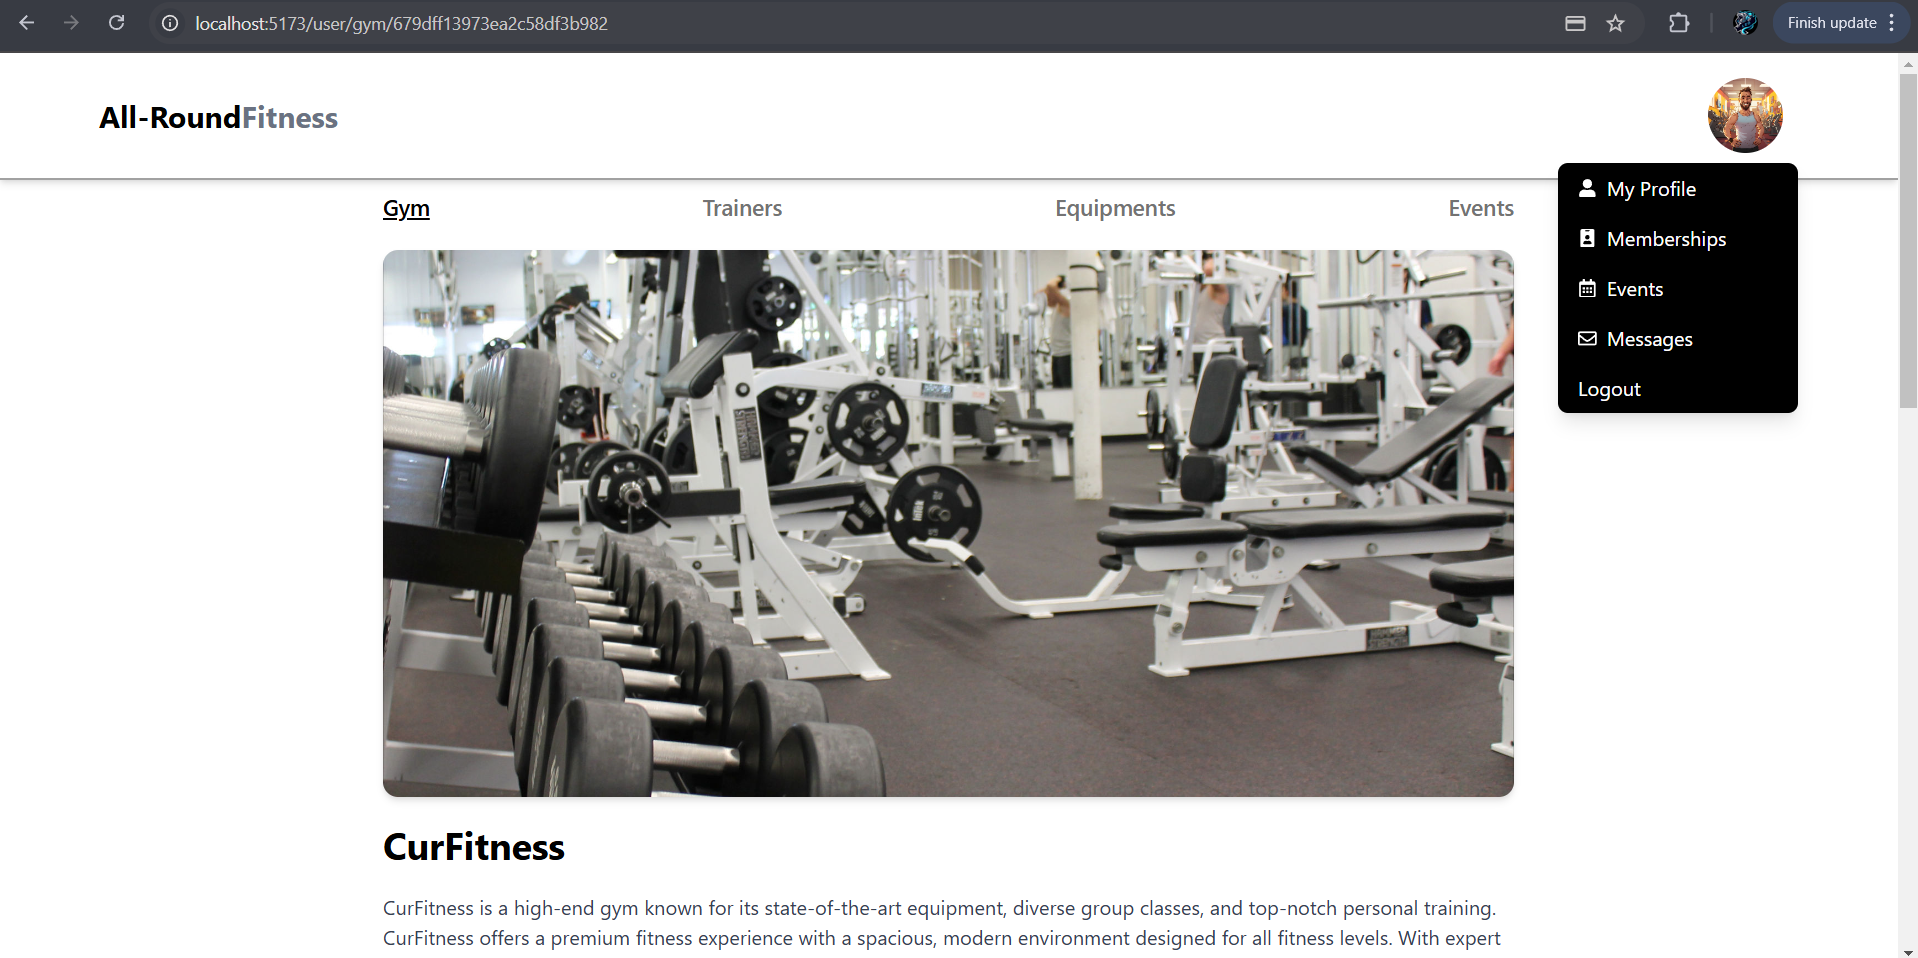 localhost:5173/user/gym/679dff13973ea2c58df3b982
Finish update
All-RoundFitness
My Profile
Memberships
Events
Messages
Logout
Gym Trainers Equipments Events
CurFitness
CurFitness is a high-end gym known for its state-of-the-art equipment, diverse group classes, and top-notch personal training.
CurFitness offers a premium fitness experience with a spacious, modern environment designed for all fitness levels. With expert